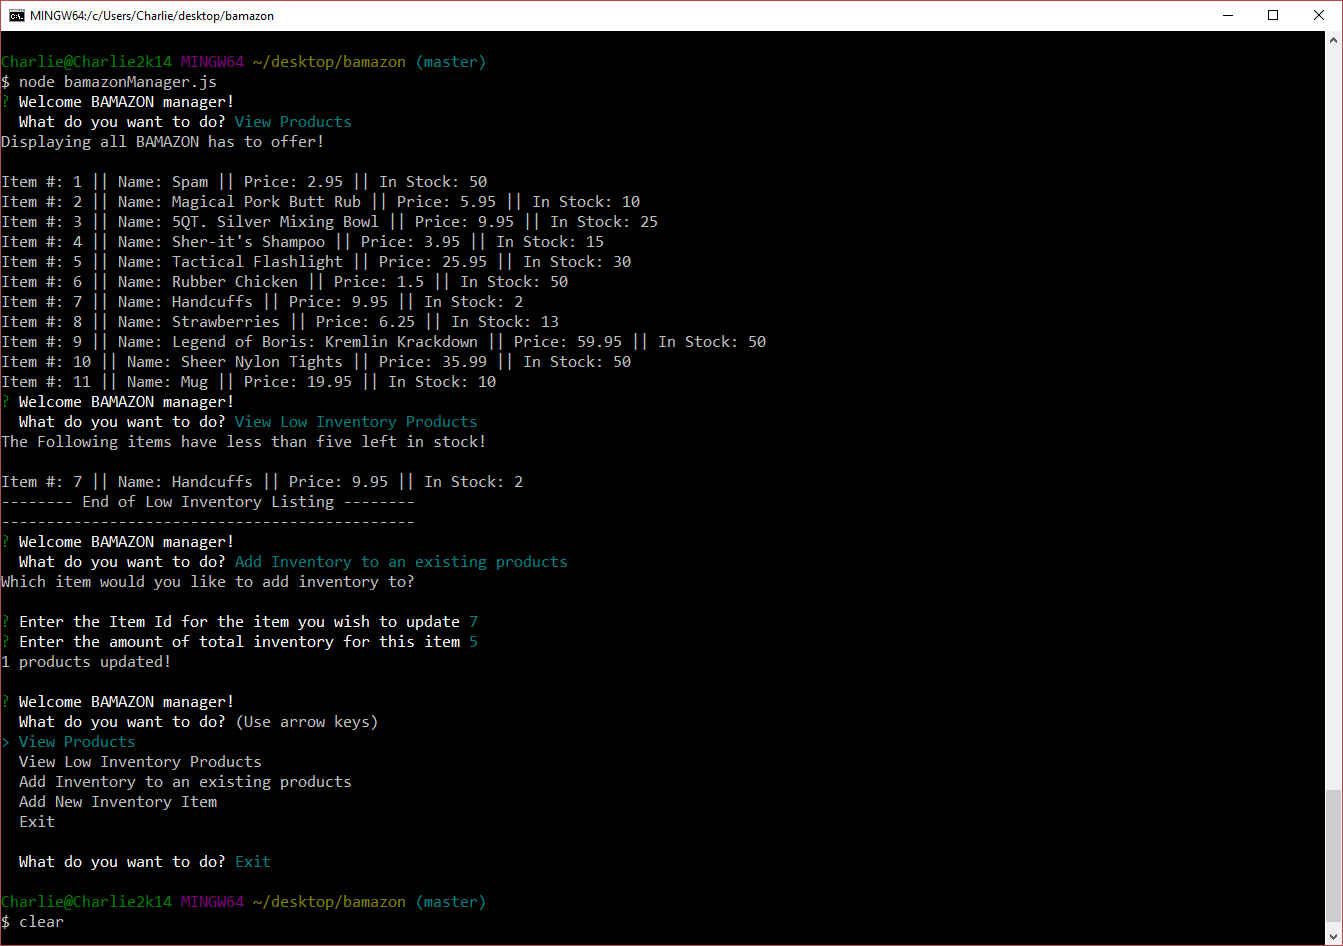 MINGW64:/c/Users/Charlie/desktop/bamazon
Charlie@Charlie2k14 MINGW64 ~/desktop/bamazon (master)
$ node bamazonManager.js
? Welcome BAMAZON manager!
  What do you want to do? View Products
Displaying all BAMAZON has to offer!
Item #: 1 || Name: Spam || Price: 2.95 || In Stock: 50
Item #: 2 || Name: Magical Pork Butt Rub || Price: 5.95 || In Stock: 10
Item #: 3 || Name: 5QT. Silver Mixing Bowl || Price: 9.95 || In Stock: 25
Item #: 4 || Name: Sher-it's Shampoo || Price: 3.95 || In Stock: 15
Item #: 5 || Name: Tactical Flashlight || Price: 25.95 || In Stock: 30
Item #: 6 || Name: Rubber Chicken || Price: 1.5 || In Stock: 50
Item #: 7 || Name: Handcuffs || Price: 9.95 || In Stock: 2
Item #: 8 || Name: Strawberries || Price: 6.25 || In Stock: 13
Item #: 9 || Name: Legend of Boris: Kremlin Krackdown || Price: 59.95 || In Stock: 50
Item #: 10 || Name: Sheer Nylon Tights || Price: 35.99 || In Stock: 50
Item #: 11 || Name: Mug || Price: 19.95 || In Stock: 10
? Welcome BAMAZON manager!
  What do you want to do? View Low Inventory Products
The Following items have less than five left in stock!
Item #: 7 || Name: Handcuffs || Price: 9.95 || In Stock: 2
-------- End of Low Inventory Listing --------
----------------------------------------------
? Welcome BAMAZON manager!
  What do you want to do? Add Inventory to an existing products
Which item would you like to add inventory to?
? Enter the Item Id for the item you wish to update 7
? Enter the amount of total inventory for this item 5
1 products updated!
? Welcome BAMAZON manager!
  What do you want to do? (Use arrow keys)
> View Products
  View Low Inventory Products
  Add Inventory to an existing products
  Add New Inventory Item
  Exit
  What do you want to do? Exit
Charlie@Charlie2k14 MINGW64 ~/desktop/bamazon (master)
$ clear